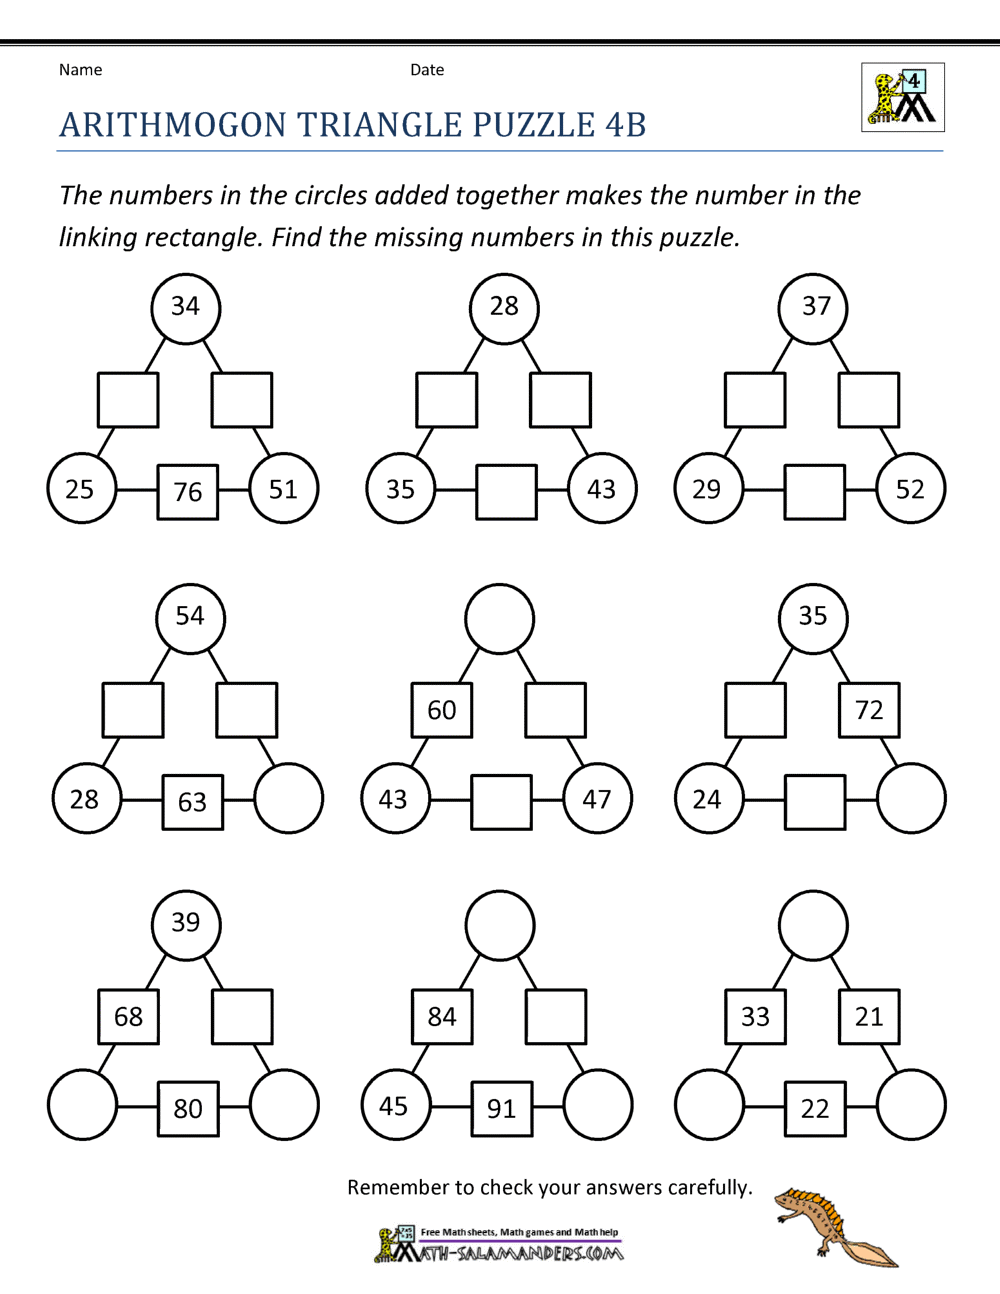 Name Date
4
ARITHMOGON TRIANGLE PUZZLE 4B
The numbers in the circles added together makes the number in the
linking rectangle. Find the missing numbers in this puzzle.
34 28 37
25 76 51 35 43 29 52
54 35
60 72
28 63 43 47 24
39
68 84 33 21
80 45 91 22
Remember to check your answers carefully.
Free Math sheets, Math games and Math help
MATH-SALAMANDERS.COM